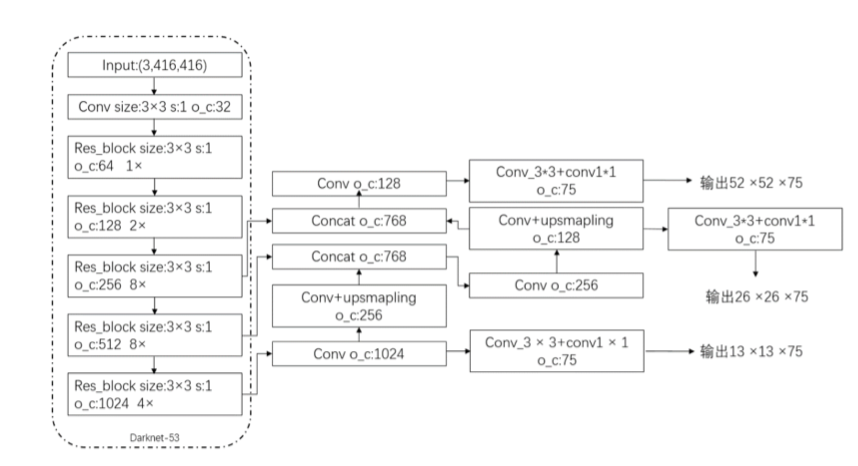 Input:(3,416,416)
Conv size:3×3 s:1 o_c:32
Res_block size:3×3 s:1
o_c:64 1×
Res_block size:3×3 s:1
o_c:128 2×
Res_block size:3×3 s:1
o_c:256 8×
Res_block size:3×3 s:1
o_c:512 8×
Res_block size:3×3 s:1
o_c:1024 4×
Darknet-53
Conv o_c:128
Concat o_c:768
Concat o_c:768
Conv+upsmapling
o_c:256
Conv o_c:1024
Conv_3*3+conv1*1
o_c:75
Conv+upsmapling
o_c:128
Conv o_c:256
Conv_3 × 3+conv1 × 1
o_c:75
输出52 ×52 ×75
Conv_3*3+conv1*1
o_c:75
输出26 ×26 ×75
输出13 ×13 ×75